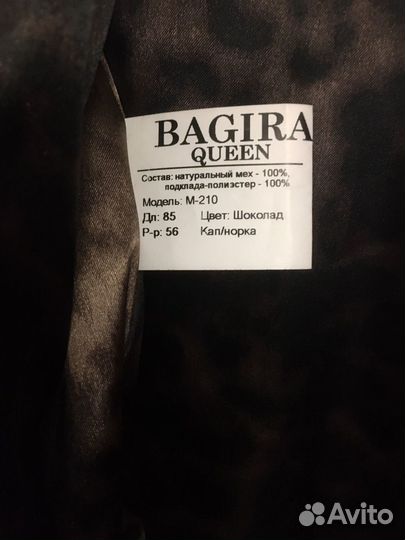 BAGIRA
QUEEN
Состав: натуральный мех - 100%,
подклада-полиэстер - 100%
Модель: М-210
Дл: 85 Цвет: Шоколад
Р-р: 56 Кап/норка
Avito